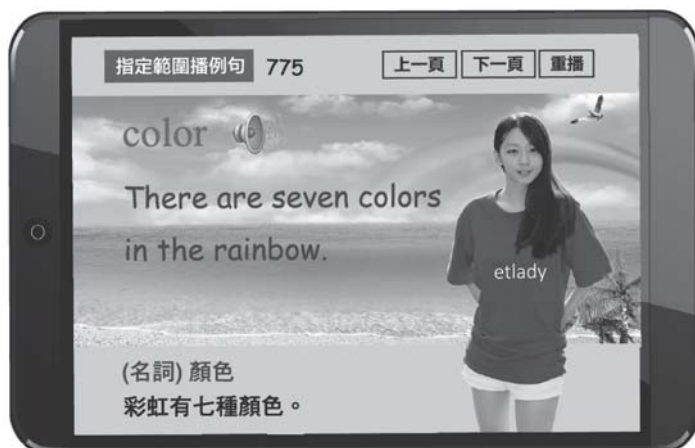 指定範圍播例句 775 上一頁 下一頁 重播
color
There are seven colors
in the rainbow.
etlady
(名詞) 顏色
彩虹有七種顏色。